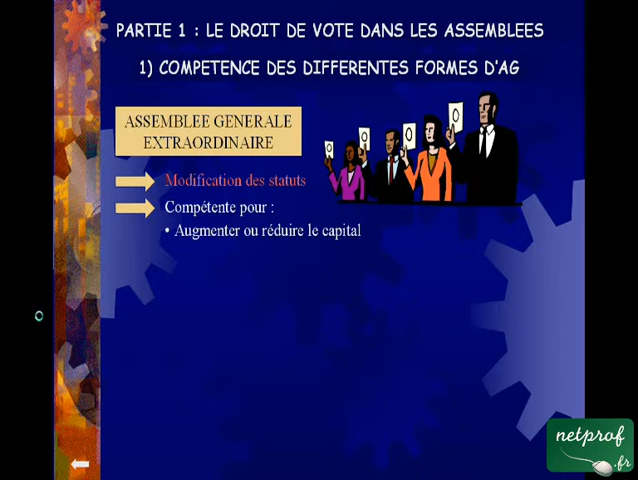 PARTIE 1 : LE DROIT DE VOTE DANS LES ASSEMBLEES
1) COMPETENCE DES DIFFERENTES FORMES D'AG
ASSEMBLEE GENERALE
EXTRAORDINAIRE
Modification des statuts
Compétente pour :
• Augmenter ou réduire le capital
netprof
.fr